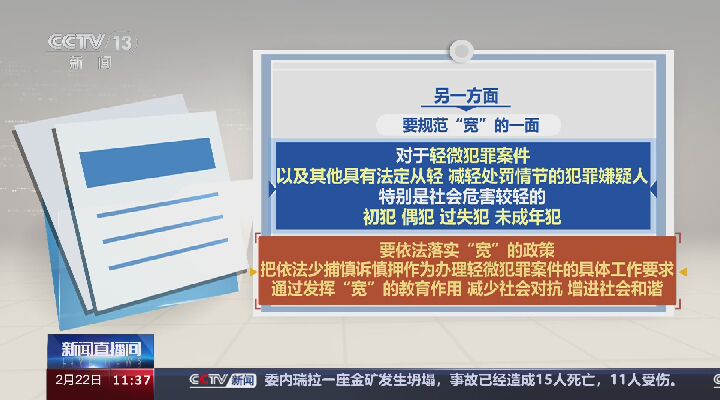 CCTV 13
新闻
另一方面
要规范“宽”的一面
对于轻微犯罪案件
以及其他具有法定从轻 减轻处罚情节的犯罪嫌疑人
特别是社会危害较轻的
初犯 偶犯 过失犯 未成年犯
要依法落实“宽”的政策
把依法少捕慎诉慎押作为办理轻微犯罪案件的具体工作要求
通过发挥“宽”的教育作用 减少社会对抗 增进社会和谐
新闻直播间
LIVE NEWS
2月22日 11:37
CCTV 新闻 委内瑞拉一座金矿发生坍塌，事故已经造成15人死亡，11人受伤。